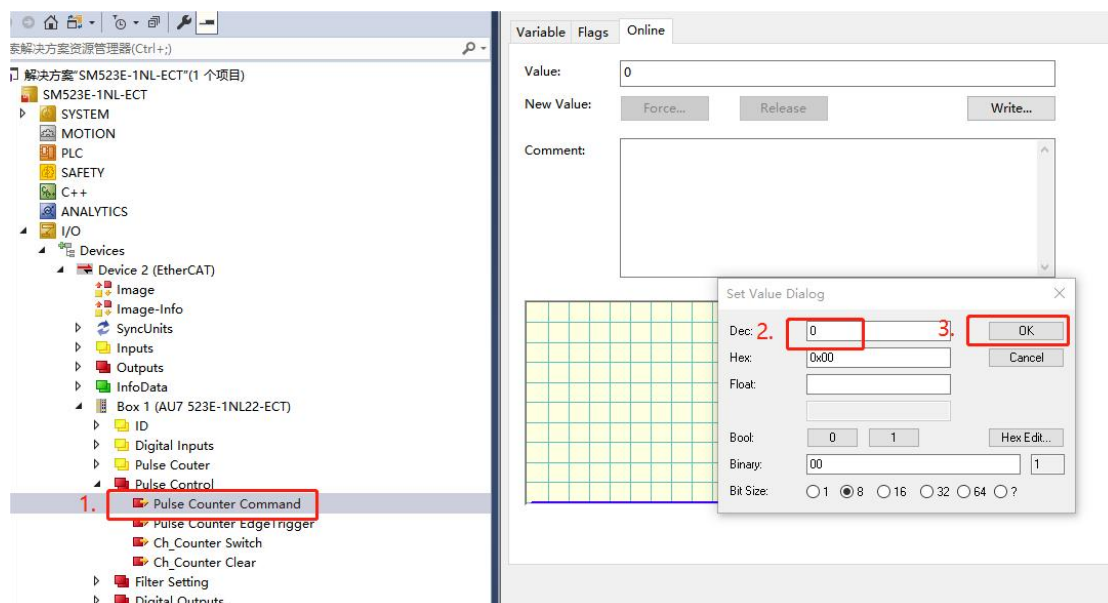 索解决方案资源管理器(Ctrl+;)
解决方案"SM523E-1NL-ECT"(1 个项目)
SM523E-1NL-ECT
SYSTEM
MOTION
PLC
SAFETY
C++
ANALYTICS
I/O
Devices
Device 2 (EtherCAT)
Image
Image-Info
SyncUnits
Inputs
Outputs
InfoData
Box 1 (AU7 523E-1NL22-ECT)
ID
Digital Inputs
Pulse Couter
Pulse Control
1. Pulse Counter Command
Pulse Counter EdgeTrigger
Ch_Counter Switch
Ch_Counter Clear
Filter Setting
Digital Outputs
Variable Flags Online
Value: 0
New Value: Force... Release Write...
Comment:
Set Value Dialog
Dec: 2. 0 3. OK
Hex: 0x00 Cancel
Float:
Bool: 0 1 Hex Edit...
Binary: 00 1
Bit Size: 1 8 16 32 64 ?